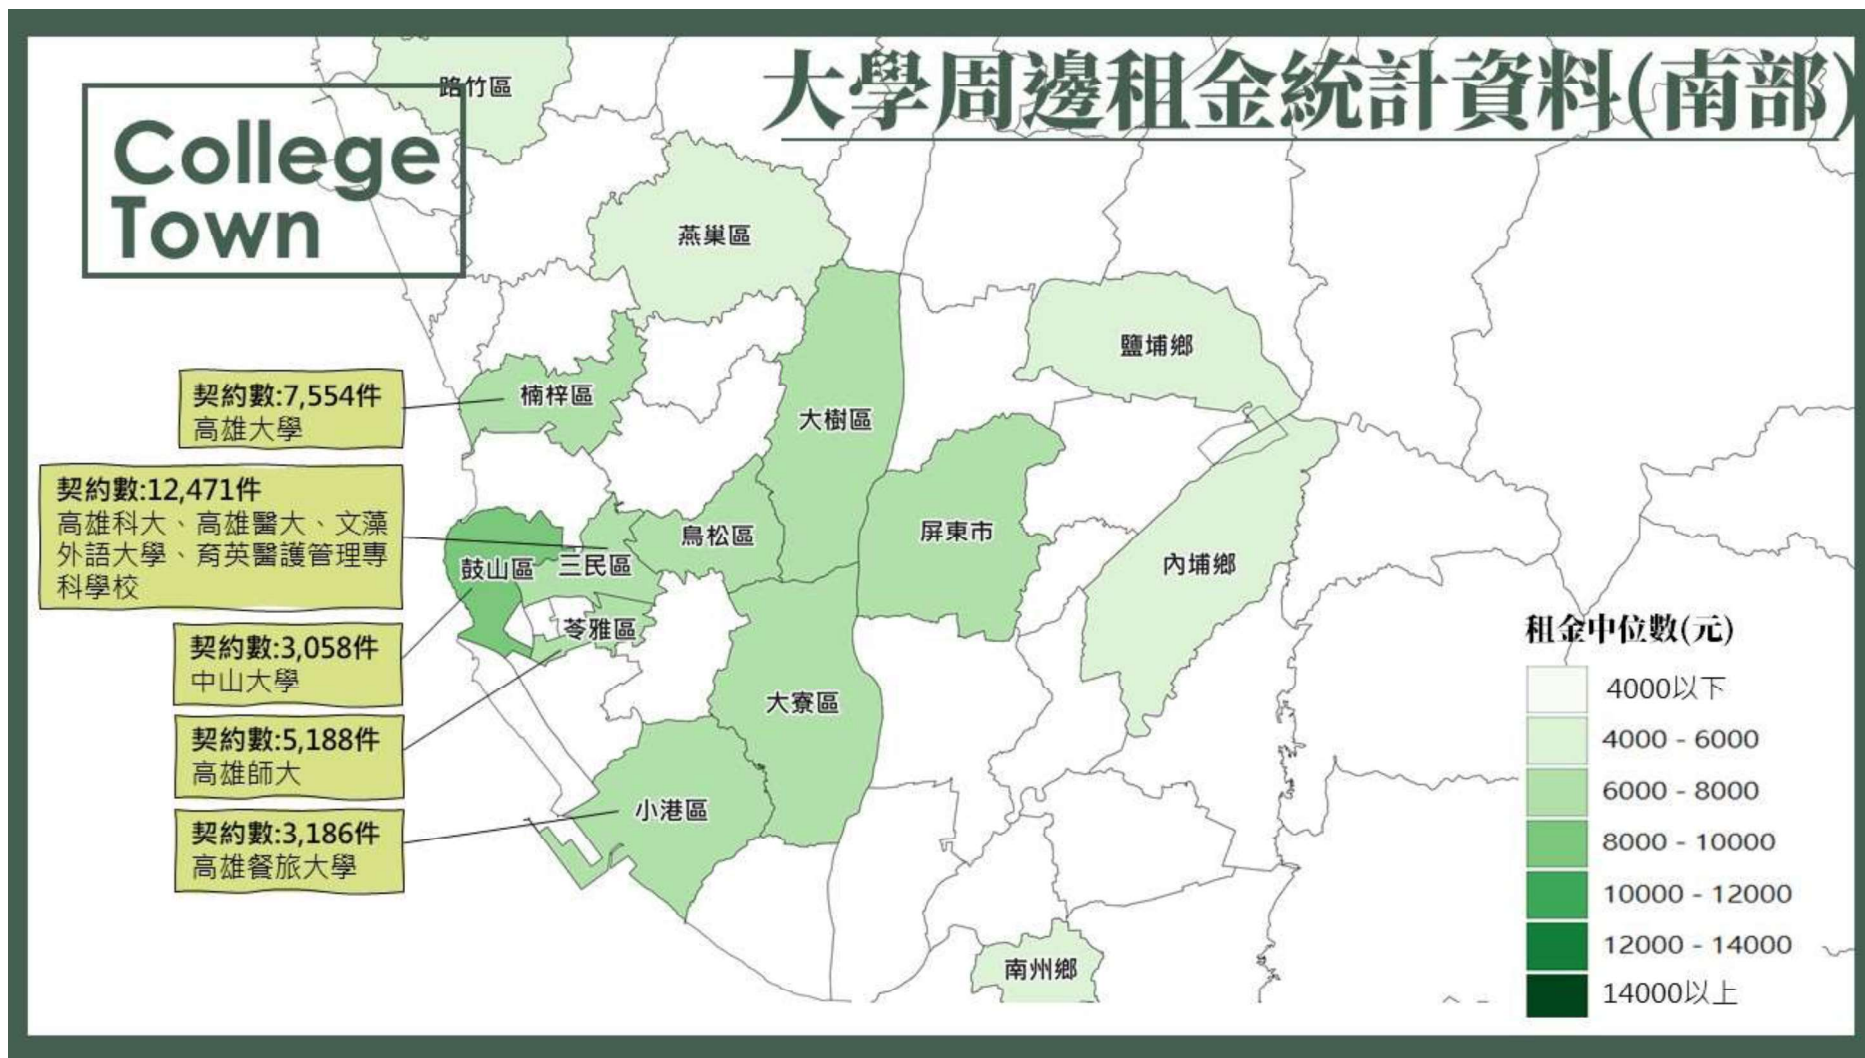 大學周邊租金統計資料(南部)
College
Town
路竹區
燕巢區
鹽埔鄉
楠梓區
大樹區
鳥松區
屏東市
鼓山區
三民區
內埔鄉
苓雅區
大寮區
小港區
南州鄉
契約數:7,554件
高雄大學
契約數:12,471件
高雄科大、高雄醫大、文藻
外語大學、育英醫護管理專
科學校
契約數:3,058件
中山大學
契約數:5,188件
高雄師大
契約數:3,186件
高雄餐旅大學
租金中位數(元)
4000以下
4000 - 6000
6000 - 8000
8000 - 10000
10000 - 12000
12000 - 14000
14000以上